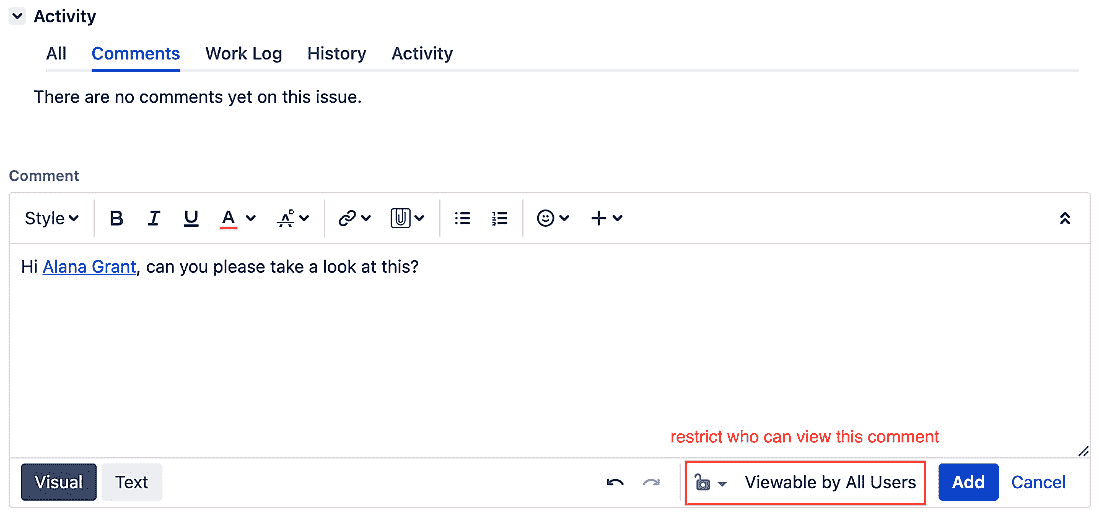 Activity
All Comments Work Log History Activity
There are no comments yet on this issue.
Comment
Style B I U A
Hi Alana Grant, can you please take a look at this?
restrict who can view this comment
Visual Text Viewable by All Users Add Cancel